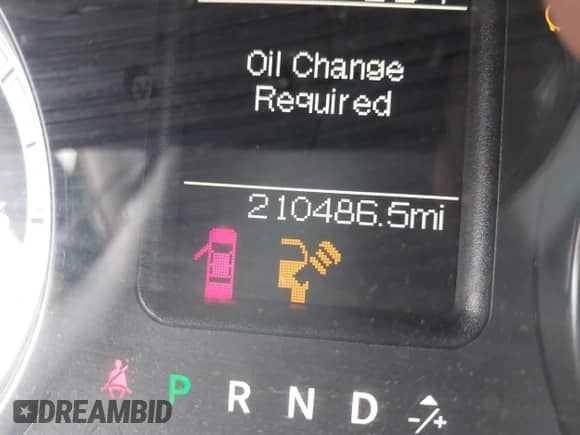 Oil Change
Required
210486.5mi
P R N D -/+
DREAMBID